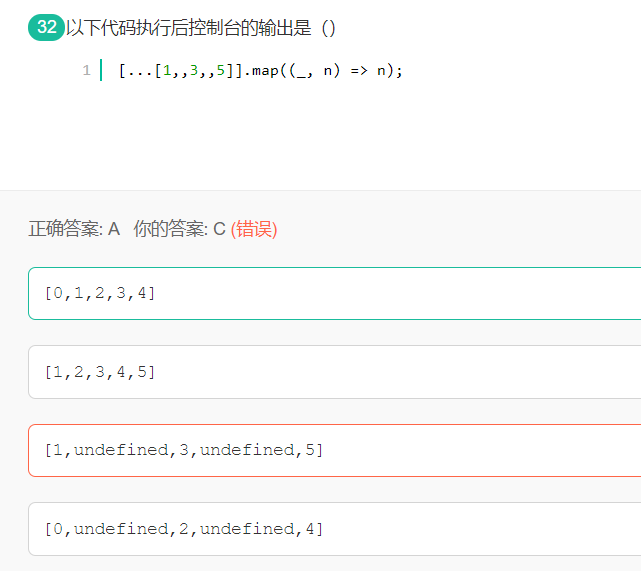 32 以下代码执行后控制台的输出是（）
1 [...[1,,3,,5]].map((_, n) => n);
正确答案: A 你的答案: C (错误)
[0,1,2,3,4]
[1,2,3,4,5]
[1,undefined,3,undefined,5]
[0,undefined,2,undefined,4]